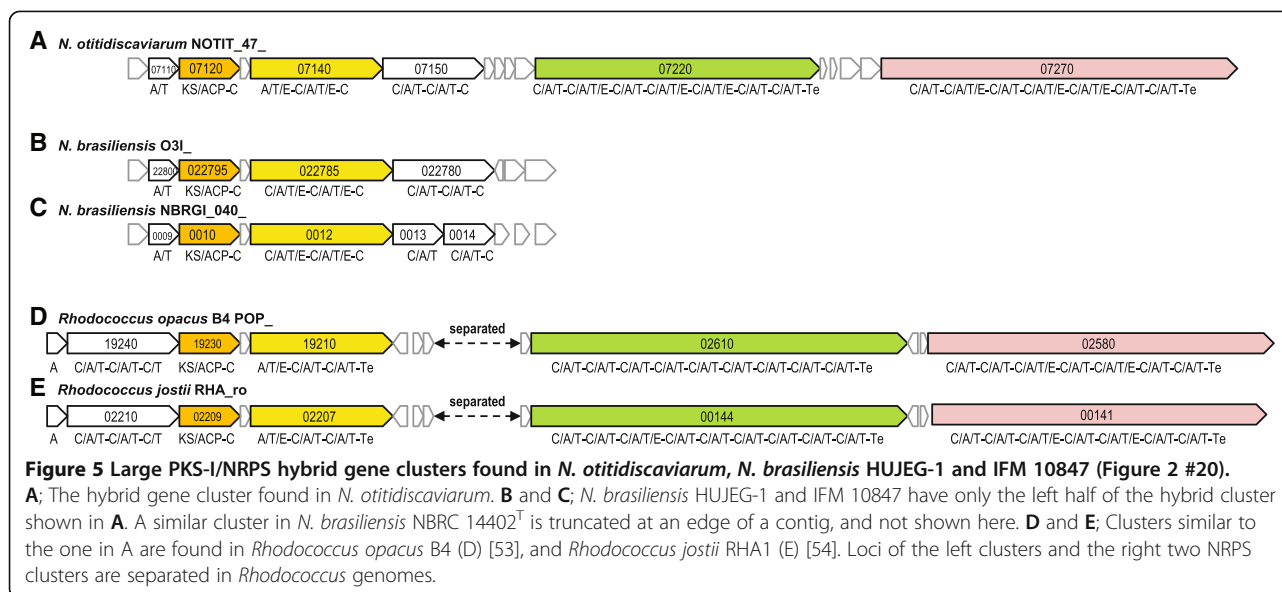 A N. otitidiscaviarum NOTIT_47_
07110 07120 07140 07150 07220 07270
A/T KS/ACP-C A/T/E-C/A/T/E-C C/A/T-C/A/T-C C/A/T-C/A/T/E-C/A/T-C/A/T/E-C/A/T/E-C/A/T-C/A/T-Te C/A/T-C/A/T/E-C/A/T-C/A/T/E-C/A/T/E-C/A/T-C/A/T-Te
B N. brasiliensis O3I_
2280 022795 022785 022780
A/T KS/ACP-C C/A/T/E-C/A/T/E-C C/A/T-C/A/T-C
C N. brasiliensis NBRGI_040_
0009 0010 0012 0013 0014
A/T KS/ACP-C C/A/T/E-C/A/T/E-C C/A/T C/A/T-C
D Rhodococcus opacus B4 POP_
19240 19230 19210 separated 02610 02580
A C/A/T-C/A/T-C/T KS/ACP-C A/T/E-C/A/T-C/A/T-Te C/A/T-C/A/T-C/A/T-C/A/T-C/A/T-C/A/T-C/A/T-Te C/A/T-C/A/T-C/A/T/E-C/A/T-C/A/T/E-C/A/T-C/A/T-Te
E Rhodococcus jostii RHA_ro
02210 02209 02207 separated 00144 00141
A C/A/T-C/A/T-C/T KS/ACP-C A/T/E-C/A/T-C/A/T-Te C/A/T-C/A/T-C/A/T-C/A/T-C/A/T-C/A/T-C/A/T-Te C/A/T-C/A/T/E-C/A/T-C/A/T/E-C/A/T-C/A/T-Te
Figure 5 Large PKS-I/NRPS hybrid gene clusters found in N. otitidiscaviarum, N. brasiliensis HUJEG-1 and IFM 10847 (Figure 2 #20).
A; The hybrid gene cluster found in N. otitidiscaviarum. B and C; N. brasiliensis HUJEG-1 and IFM 10847 have only the left half of the hybrid cluster
shown in A. A similar cluster in N. brasiliensis NBRC 14402T is truncated at an edge of a contig, and not shown here. D and E; Clusters similar to
the one in A are found in Rhodococcus opacus B4 (D) [53], and Rhodococcus jostii RHA1 (E) [54]. Loci of the left clusters and the right two NRPS
clusters are separated in Rhodococcus genomes.